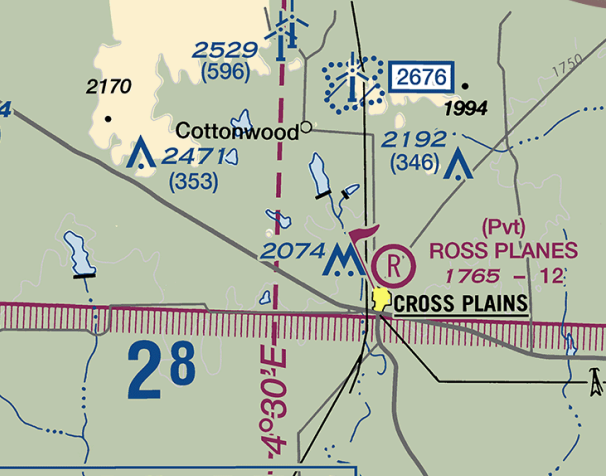 2529
(596)
2676
1750
2170
1994
4
Cottonwood
2192
(346)
2471
(353)
(Pvt)
ROSS PLANES
1765 – 12
2074
R
CROSS PLAINS
28
4°30'E